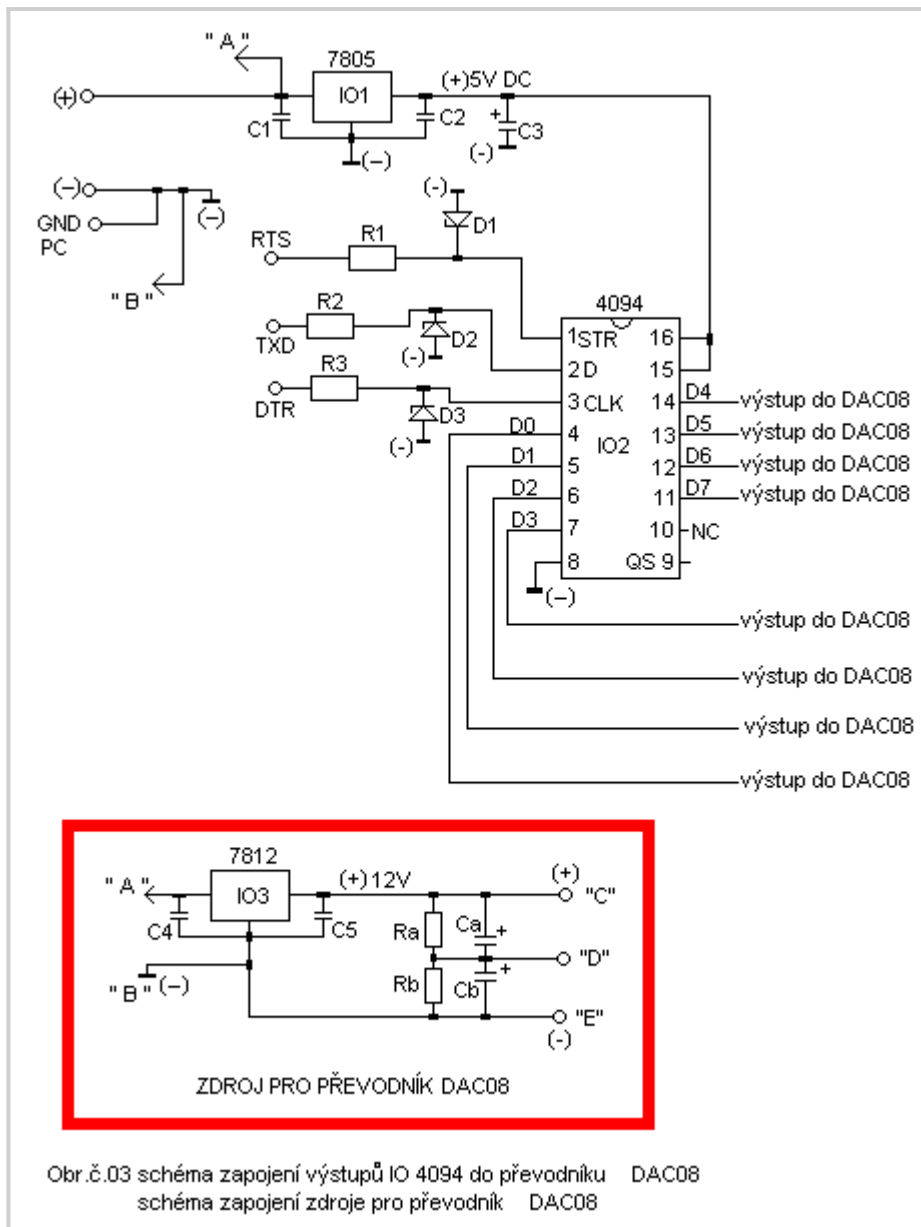 "A"
7805
(+)
IO1
(+)5V DC
C1
C2
+
C3
(-)
(-)
(-)
(-)
(-)
GND
PC
"B"
D1
RTS
R1
R2
TXD
D2
(-)
R3
DTR
D3
(-)
4094
1 STR 16
2 D 15
3 CLK 14 D4 výstup do DAC08
D0 4 13 D5 výstup do DAC08
IO2
D1 5 12 D6 výstup do DAC08
D2 6 11 D7 výstup do DAC08
D3 7 10 NC
8 QS 9
(-)
výstup do DAC08
výstup do DAC08
výstup do DAC08
výstup do DAC08
7812
"A"
IO3
(+)12V
(+)
"C"
C4
C5
Ra
Ca
+
"D"
"B" (-)
Rb
Cb
+
"E"
(-)
ZDROJ PRO PŘEVODNÍK DAC08
Obr.č.03 schéma zapojení výstupů IO 4094 do převodníku DAC08
schéma zapojení zdroje pro převodník DAC08